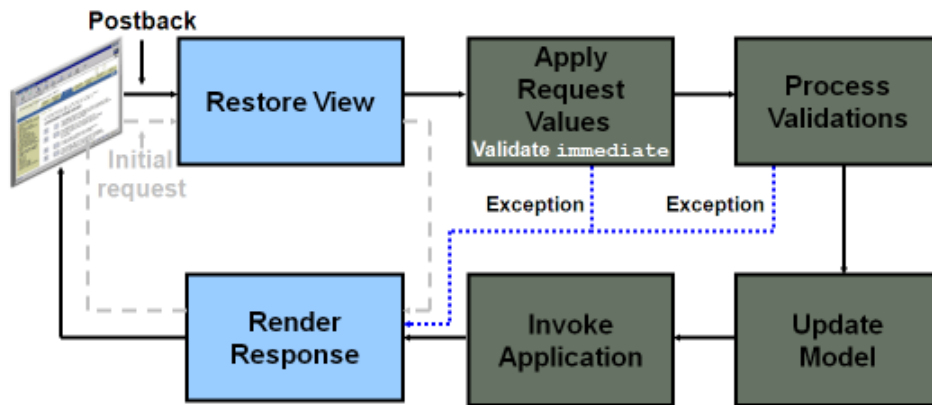 Postback
Restore View
Apply
Request
Values
Validate immediate
Process
Validations
Initial
request
Exception
Exception
Render
Response
Invoke
Application
Update
Model